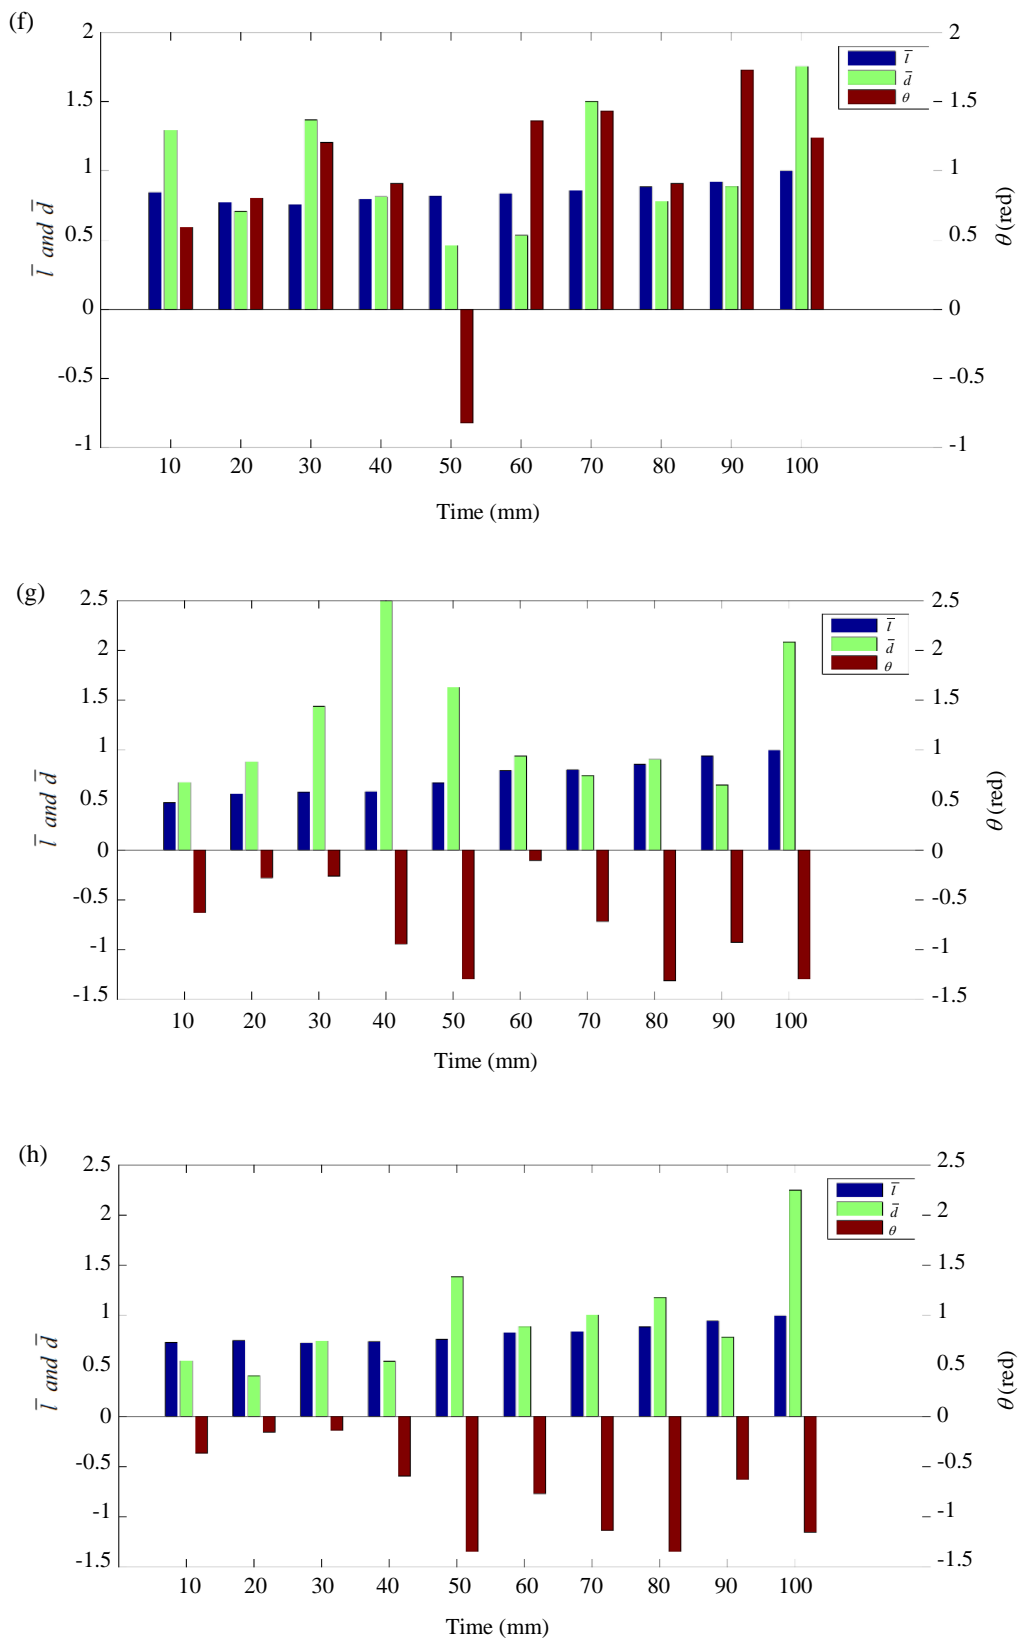 (f)
2 2
l̄
d̄
θ
1.5 1.5
1 1
0.5 0.5
0 0
-0.5 -0.5
-1 -1
l̄ and d̄
θ (red)
10 20 30 40 50 60 70 80 90 100
Time (mm)
(g)
2.5 2.5
l̄
d̄
θ
2 2
1.5 1.5
1 1
0.5 0.5
0 0
-0.5 -0.5
-1 -1
-1.5 -1.5
l̄ and d̄
θ (red)
10 20 30 40 50 60 70 80 90 100
Time (mm)
(h)
2.5 2.5
l̄
d̄
θ
2 2
1.5 1.5
1 1
0.5 0.5
0 0
-0.5 -0.5
-1 -1
-1.5 -1.5
l̄ and d̄
θ (red)
10 20 30 40 50 60 70 80 90 100
Time (mm)